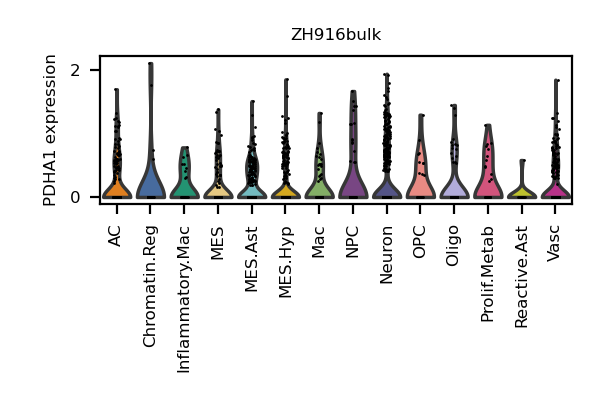 ZH916bulk
PDHA1 expression
2
0
AC
Chromatin.Reg
Inflammatory.Mac
MES
MES.Ast
MES.Hyp
Mac
NPC
Neuron
OPC
Oligo
Prolif.Metab
Reactive.Ast
Vasc